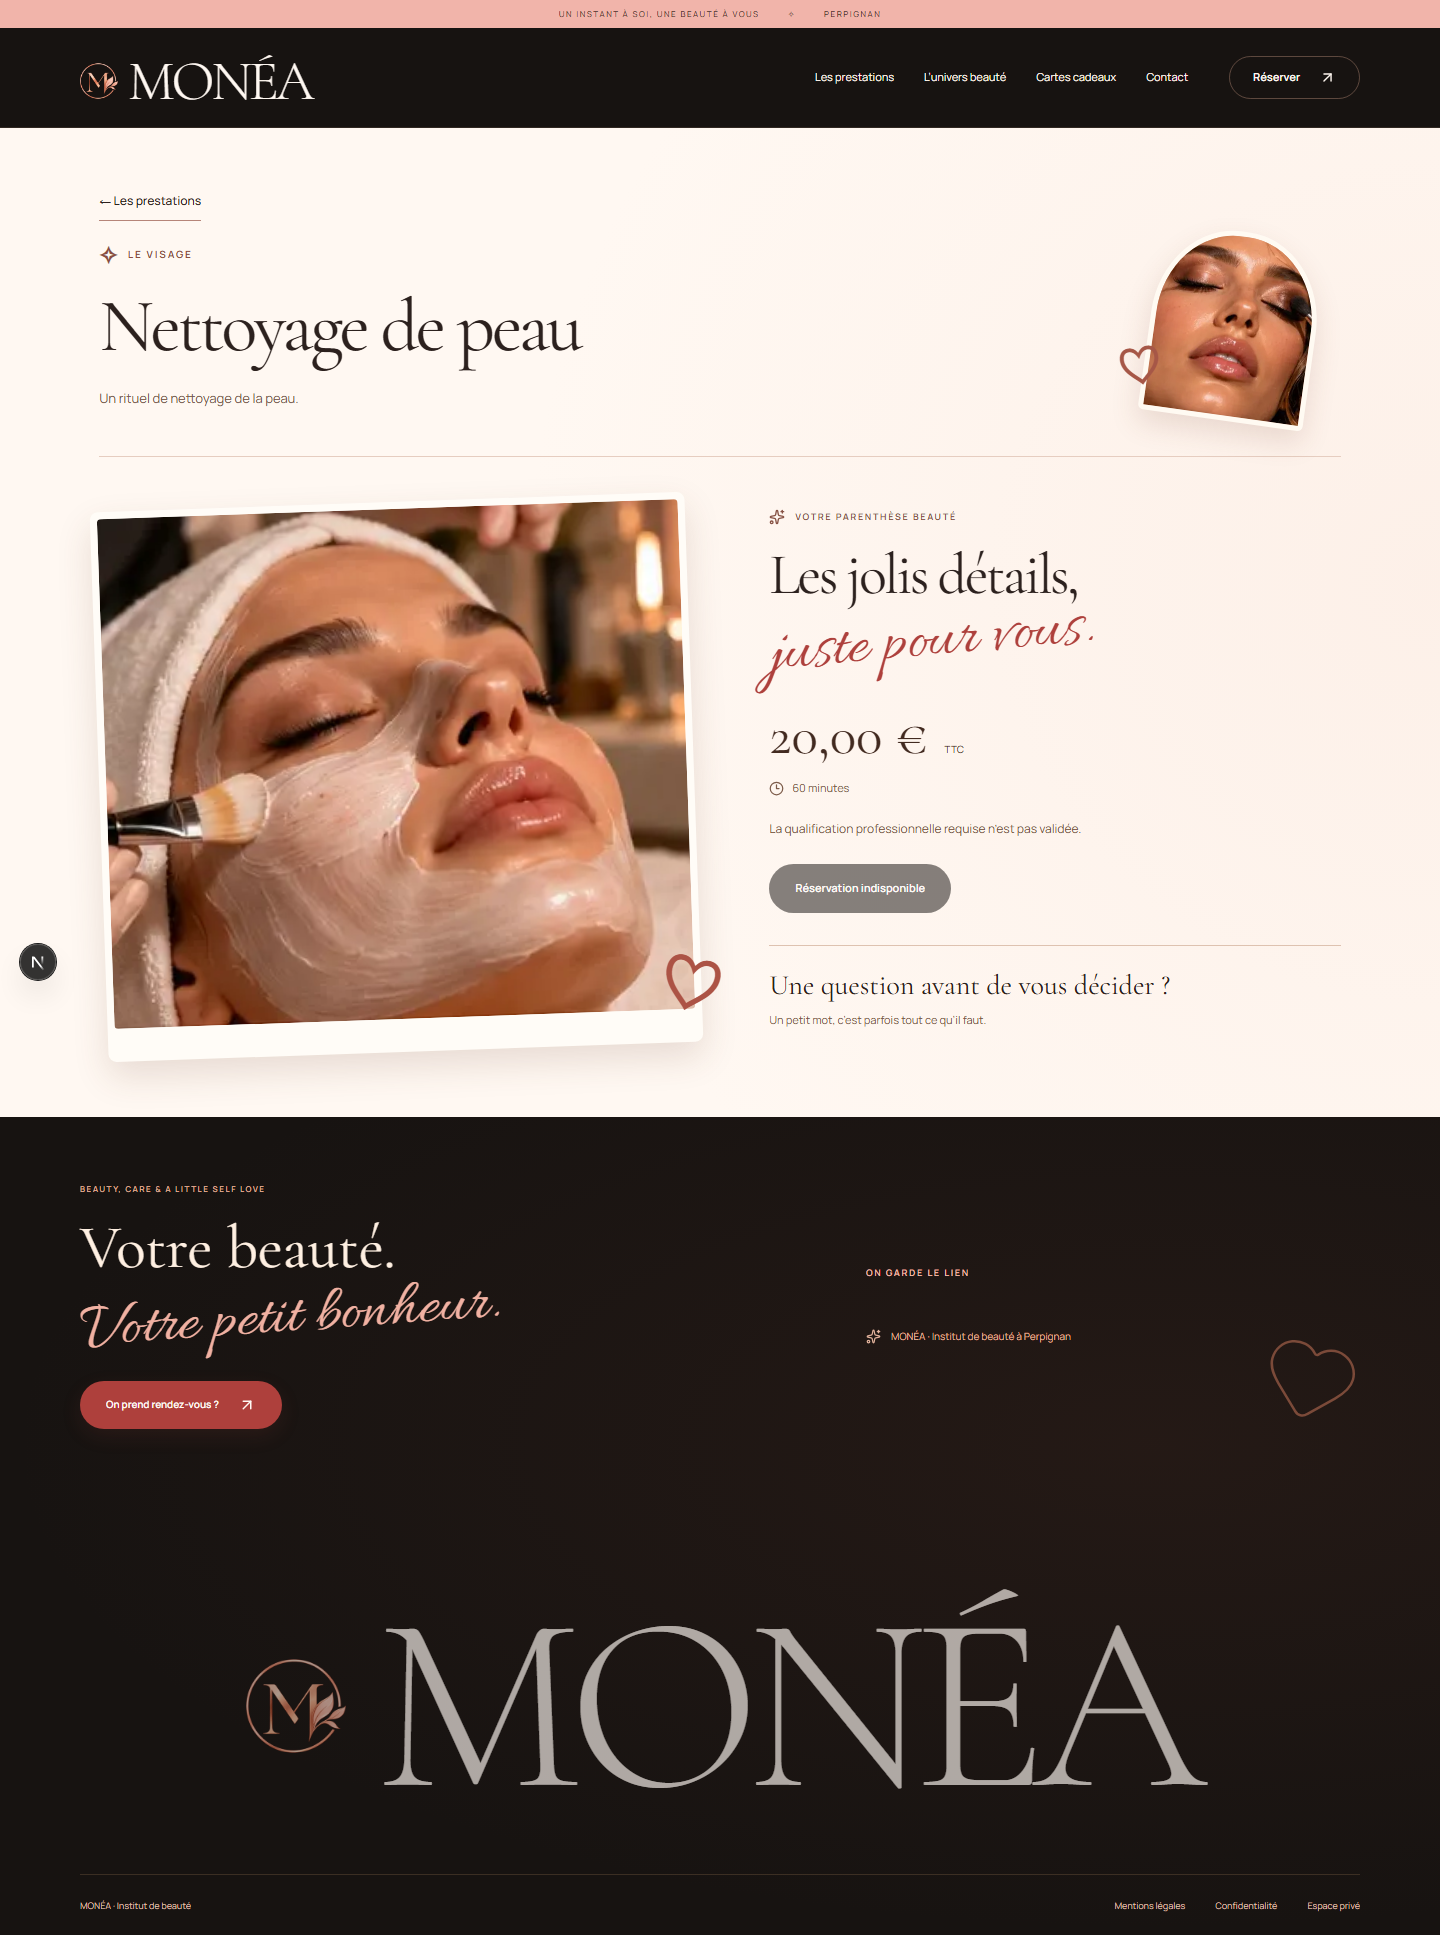 UN INSTANT À SOI, UNE BEAUTÉ À VOUS ✧ PERPIGNAN
M MONÉA
Les prestations L'univers beauté Cartes cadeaux Contact Réserver
← Les prestations
LE VISAGE
Nettoyage de peau
Un rituel de nettoyage de la peau.
VOTRE PARENTHÈSE BEAUTÉ
Les jolis détails,
juste pour vous.
20,00 € TTC
60 minutes
La qualification professionnelle requise n'est pas validée.
Réservation indisponible
N
Une question avant de vous décider ?
Un petit mot, c'est parfois tout ce qu'il faut.
BEAUTY, CARE & A LITTLE SELF LOVE
Votre beauté.
Votre petit bonheur.
On prend rendez-vous ?
ON GARDE LE LIEN
MONÉA · Institut de beauté à Perpignan
M MONÉA
MONÉA · Institut de beauté
Mentions légales Confidentialité Espace privé